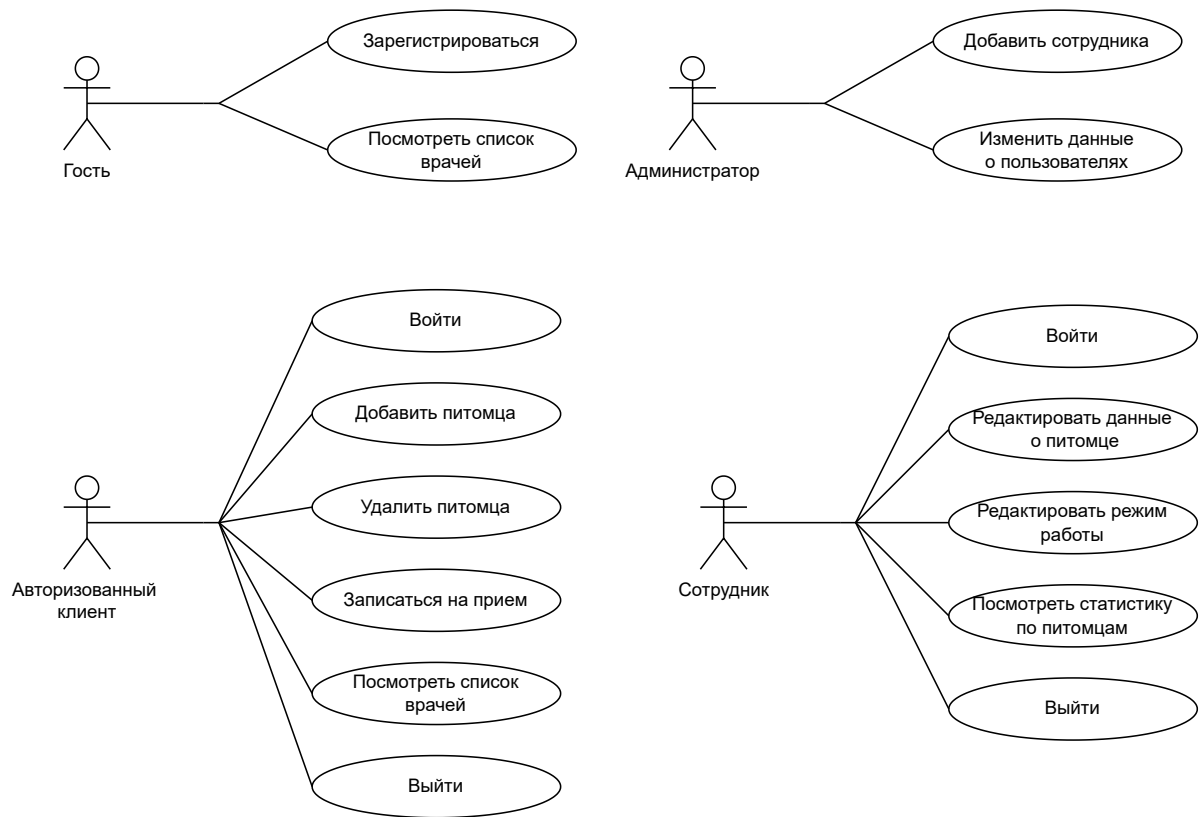 Зарегистрироваться
Посмотреть список
врачей
Гость
Добавить сотрудника
Изменить данные
о пользователях
Администратор
Войти
Добавить питомца
Удалить питомца
Авторизованный
клиент
Записаться на прием
Посмотреть список
врачей
Выйти
Войти
Редактировать данные
о питомце
Редактировать режим
работы
Сотрудник
Посмотреть статистику
по питомцам
Выйти